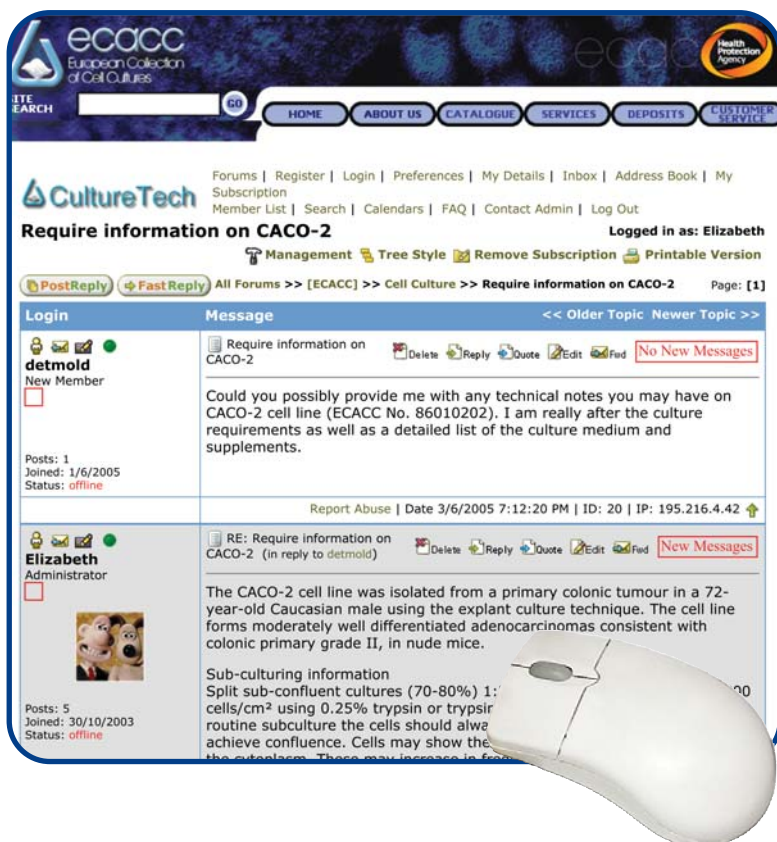 ecacc
European Collection
of Cell Cultures
Health
Protection
Agency
SITE
SEARCH
GO
HOME
ABOUT US
CATALOGUE
SERVICES
DEPOSITS
CUSTOMER
SERVICE
CultureTech
Forums | Register | Login | Preferences | My Details | Inbox | Address Book | My
Subscription
Member List | Search | Calendars | FAQ | Contact Admin | Log Out
Require information on CACO-2
Logged in as: Elizabeth
Management Tree Style Remove Subscription Printable Version
PostReply FastReply All Forums >> [ECACC] >> Cell Culture >> Require information on CACO-2 Page: [1]
Login Message << Older Topic Newer Topic >>
detmold
New Member
Posts: 1
Joined: 1/6/2005
Status: offline
Require information on
CACO-2
Delete Reply Quote Edit Fwd No New Messages
Could you possibly provide me with any technical notes you may have on
CACO-2 cell line (ECACC No. 86010202). I am really after the culture
requirements as well as a detailed list of the culture medium and
supplements.
Report Abuse | Date 3/6/2005 7:12:20 PM | ID: 20 | IP: 195.216.4.42
Elizabeth
Administrator
Posts: 5
Joined: 30/10/2003
Status: offline
RE: Require information on
CACO-2 (in reply to detmold)
Delete Reply Quote Edit Fwd New Messages
The CACO-2 cell line was isolated from a primary colonic tumour in a 72-
year-old Caucasian male using the explant culture technique. The cell line
forms moderately well differentiated adenocarcinomas consistent with
colonic primary grade II, in nude mice.
Sub-culturing information
Split sub-confluent cultures (70-80%) 1:
cells/cm² using 0.25% trypsin or
routine subculture the cells should
achieve confluence. Cells may show
the cytoplasm. These may increase in